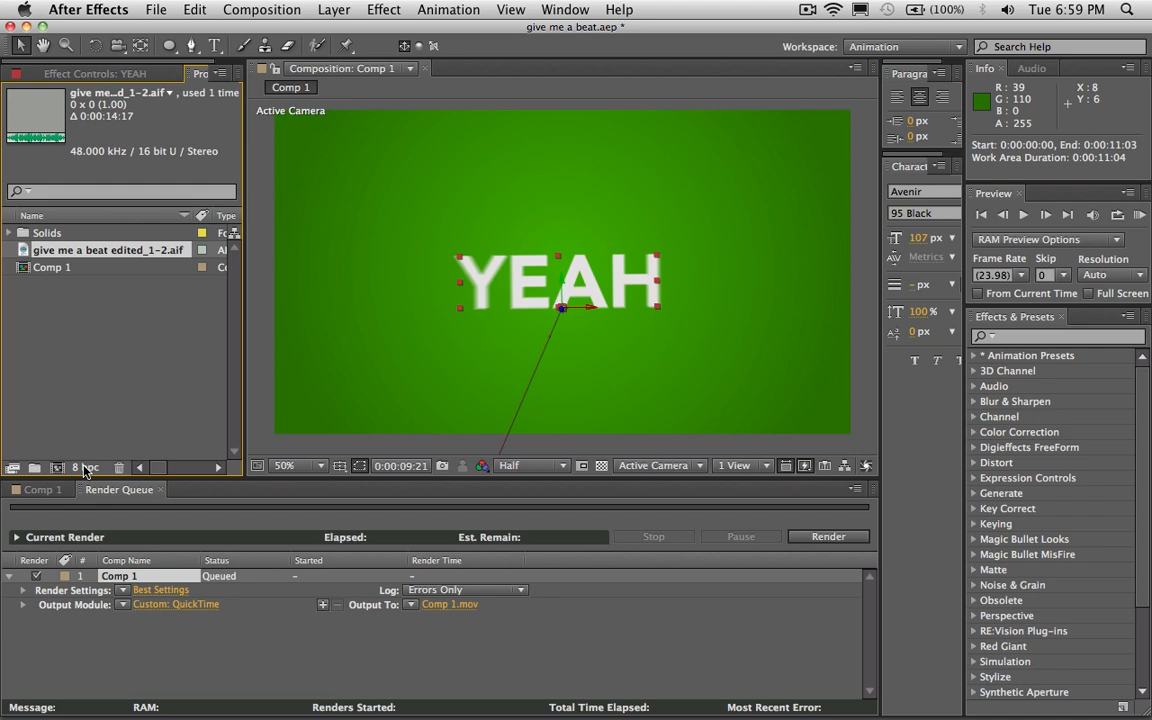 After Effects File Edit Composition Layer Effect Animation View Window Help (100%) Tue 6:59 PM
give me a beat.aep *
Workspace: Animation Search Help
Effect Controls: YEAH Pro
Composition: Comp 1
Comp 1
Active Camera
give me...d_1-2.aif , used 1 time
0 x 0 (1.00)
Δ 0:00:14:17
48.000 kHz / 16 bit U / Stereo
Name Type
Solids Fo
give me a beat edited_1-2.aif AI
Comp 1 Co
YEAH
Paragra
0 px
0 px
Charact
Avenir
95 Black
107 px
Metrics
- px
100 %
0 px
T T
Info Audio
R : 39
G : 110
B : 0
A : 255
X : 8
Y : 6
Start: 0:00:00:00, End: 0:00:11:03
Work Area Duration: 0:00:11:04
Preview
RAM Preview Options
Frame Rate Skip Resolution
(23.98) 0 Auto
From Current Time Full Screen
Effects & Presets
* Animation Presets
3D Channel
Audio
Blur & Sharpen
Channel
Color Correction
Digieffects FreeForm
Distort
Expression Controls
Generate
Key Correct
Keying
Magic Bullet Looks
Magic Bullet MisFire
Matte
Noise & Grain
Obsolete
Perspective
RE:Vision Plug-ins
Red Giant
Simulation
Stylize
Synthetic Aperture
50% 0:00:09:21 Half Active Camera 1 View
Comp 1 Render Queue
Current Render Elapsed: Est. Remain: Stop Pause Render
Render # Comp Name Status Started Render Time
1 Comp 1 Queued - -
Render Settings: Best Settings Log: Errors Only
Output Module: Custom: QuickTime Output To: Comp 1.mov
Message: RAM: Renders Started: Total Time Elapsed: Most Recent Error: